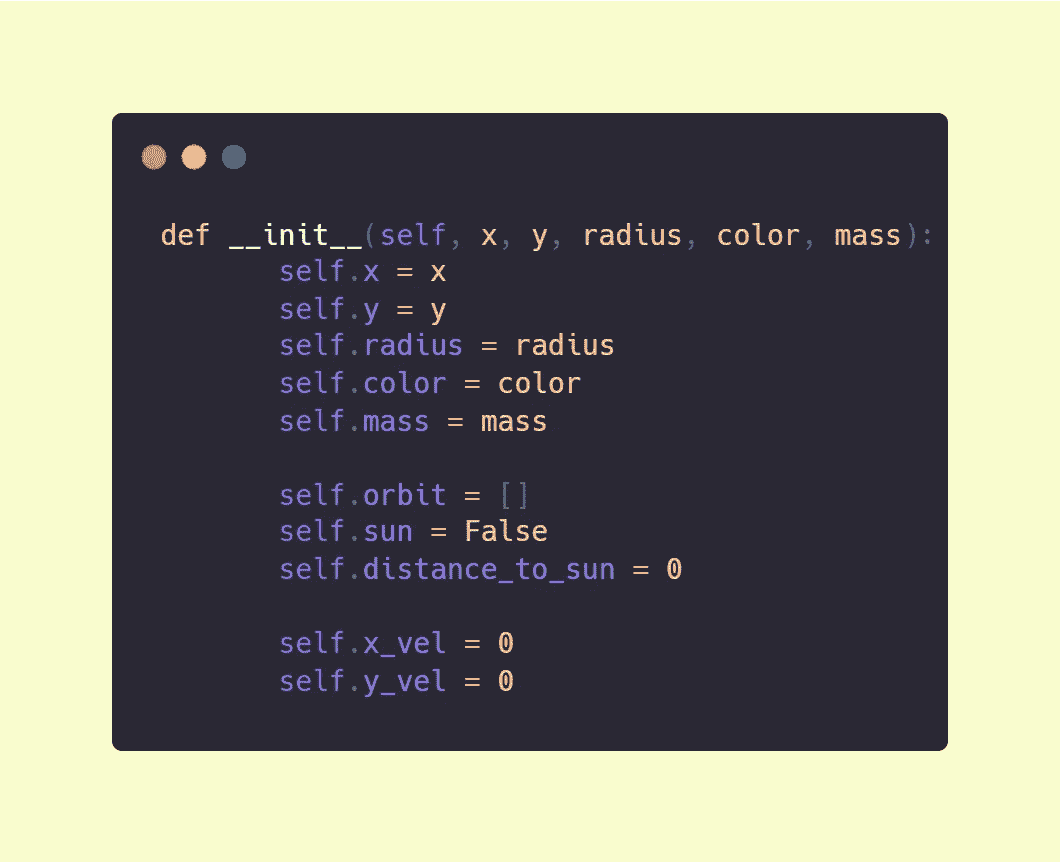 def __init__(self, x, y, radius, color, mass):
self.x = x
self.y = y
self.radius = radius
self.color = color
self.mass = mass
self.orbit = []
self.sun = False
self.distance_to_sun = 0
self.x_vel = 0
self.y_vel = 0